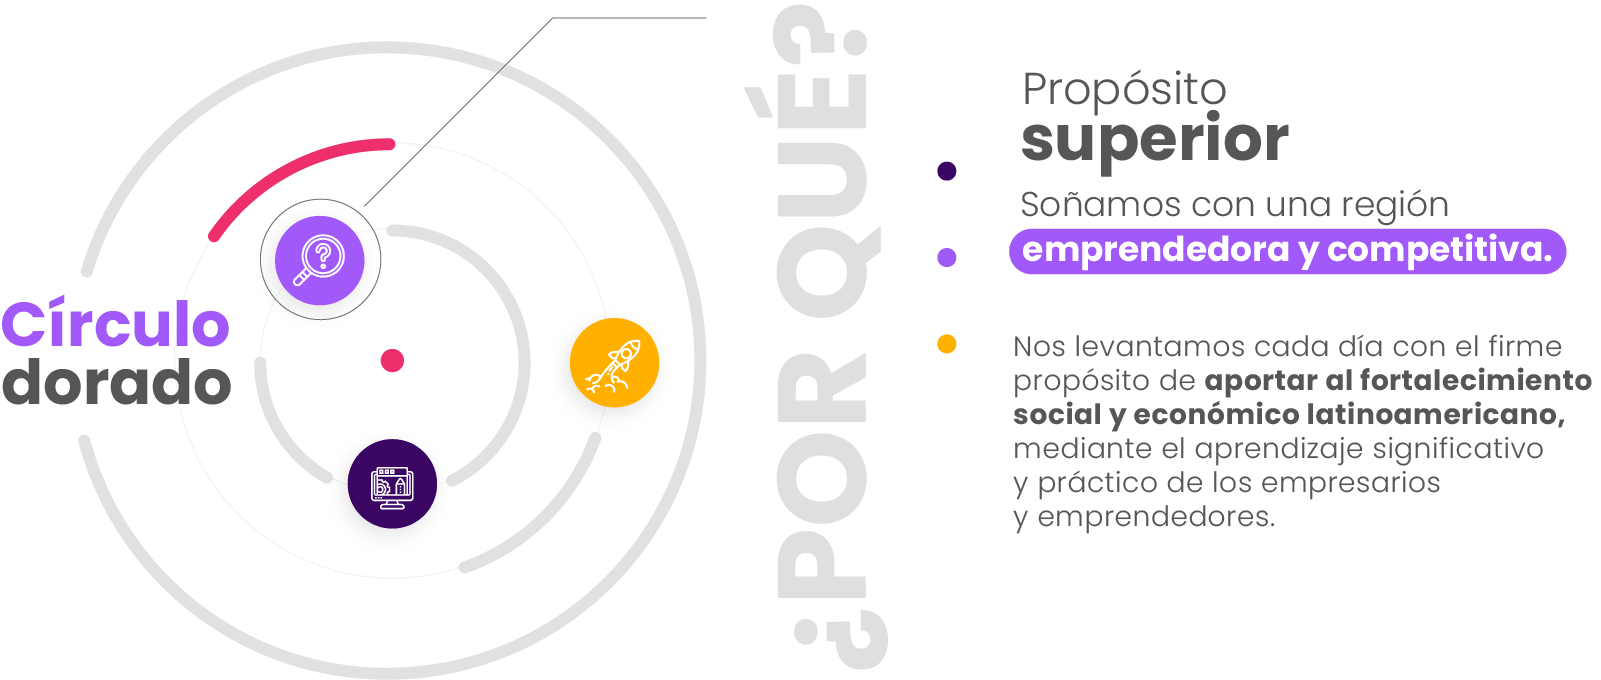 Círculo
dorado
¿POR QUÉ?
Propósito
superior
Soñamos con una región
emprendedora y competitiva.
Nos levantamos cada día con el firme
propósito de aportar al fortalecimiento
social y económico latinoamericano,
mediante el aprendizaje significativo
y práctico de los empresarios
y emprendedores.